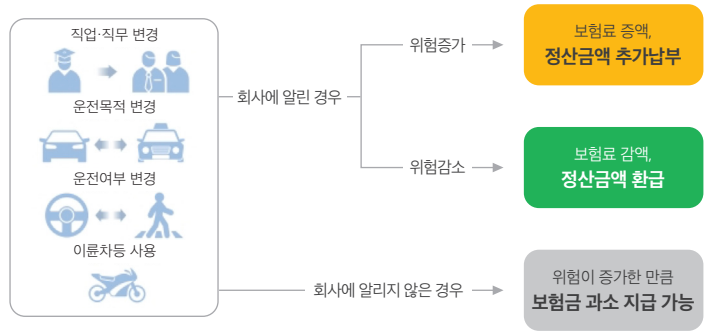 직업·직무 변경
운전목적 변경
운전여부 변경
이륜차등 사용
회사에 알린 경우
위험증가
보험료 증액,
정산금액 추가납부
위험감소
보험료 감액,
정산금액 환급
회사에 알리지 않은 경우
위험이 증가한 만큼
보험금 과소 지급 가능